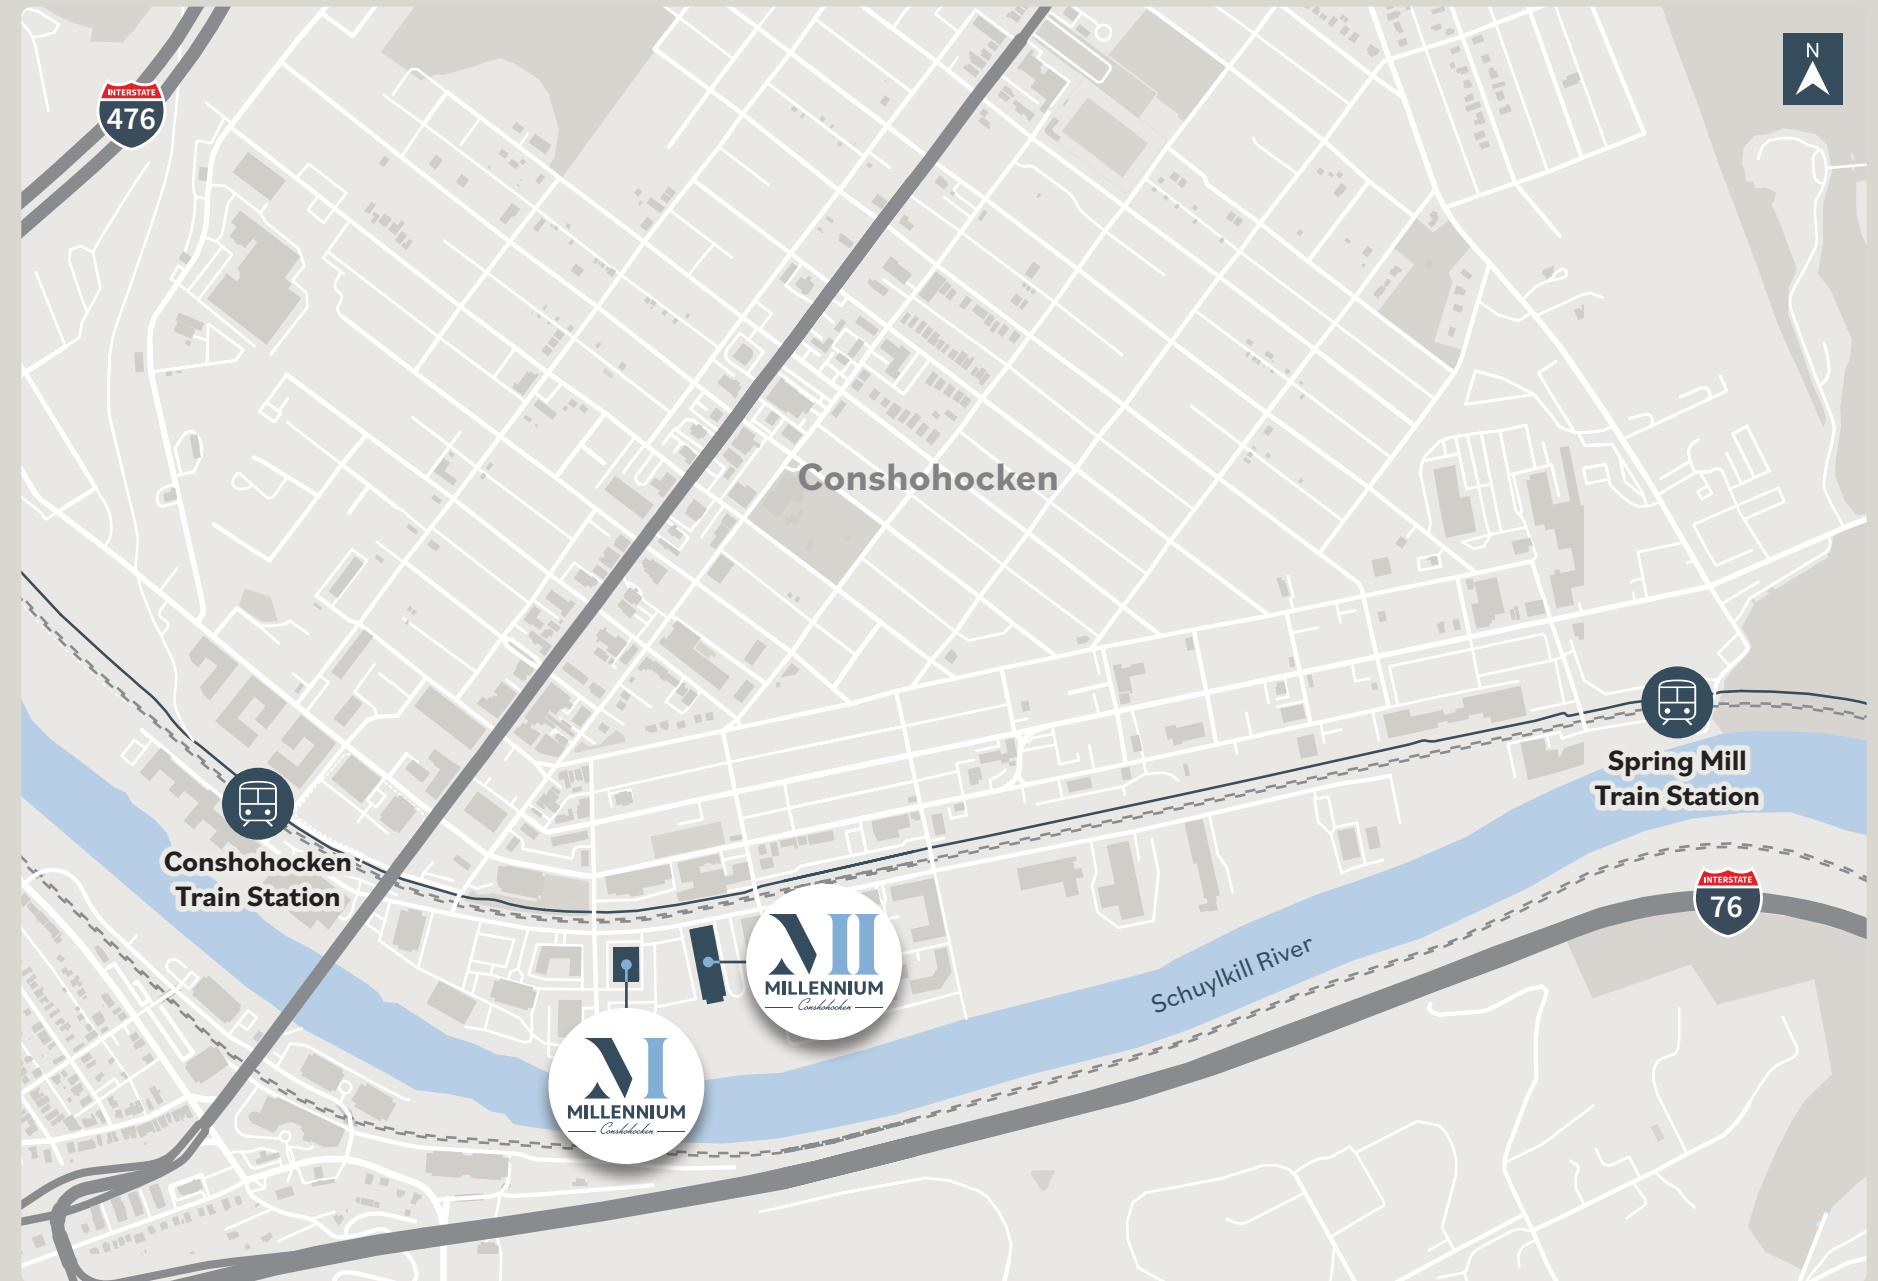 N
INTERSTATE
476
Conshohocken
Spring Mill
Train Station
Conshohocken
Train Station
INTERSTATE
76
Schuylkill River
MII
MILLENNIUM
Conshohocken
MI
MILLENNIUM
Conshohocken